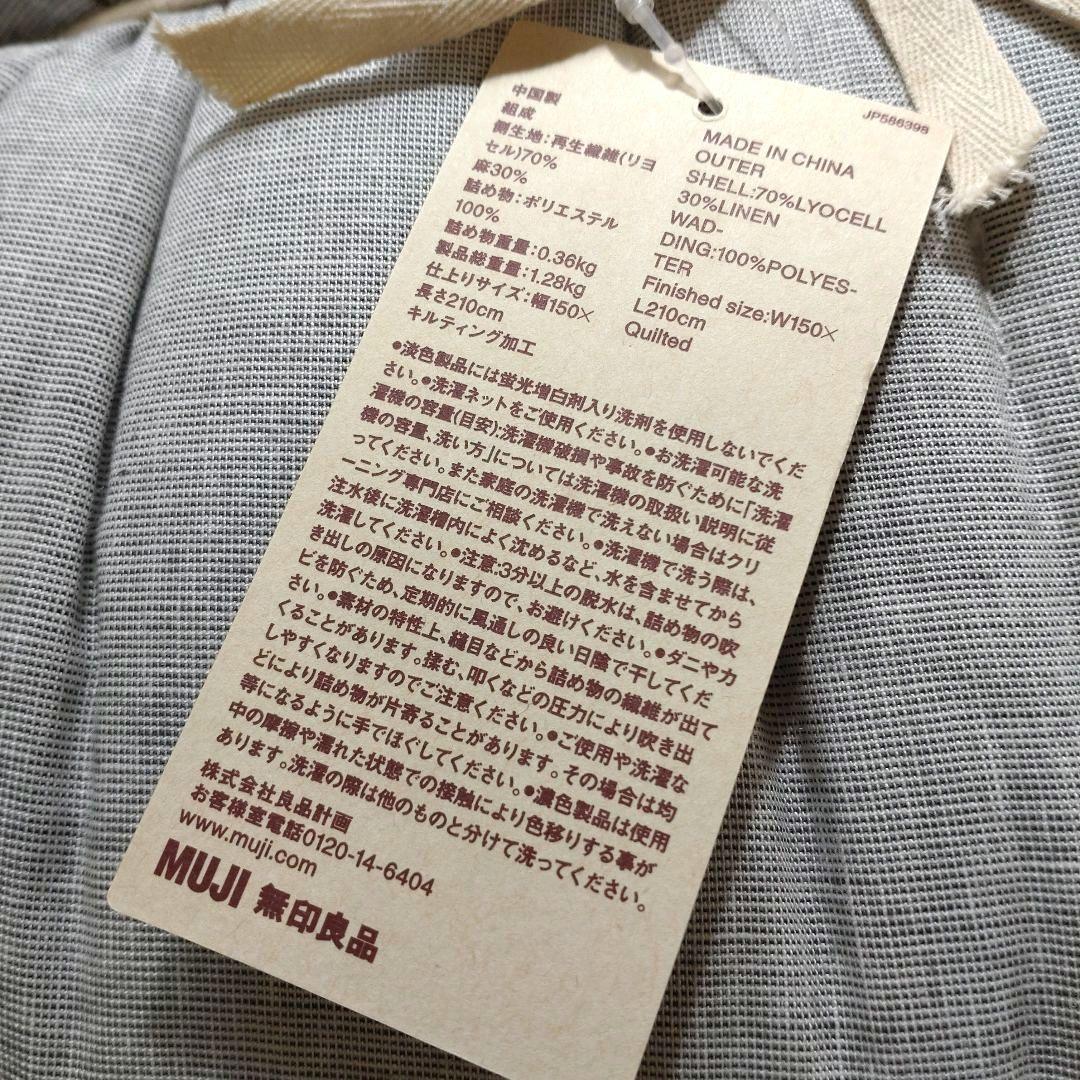 中国製
組成
側生地:再生繊維(リヨ
セル)70%
麻30%
詰め物:ポリエステル
100%
詰め物重量:0.36kg
製品総重量:1.28kg
仕上りサイズ:幅150×
長さ210cm
キルティング加工
JP586399
MADE IN CHINA
OUTER
SHELL:70%LYOCELL
30%LINEN
WAD-
DING:100%POLYES-
TER
Finished size:W150×
L210cm
Quilted
●淡色製品には蛍光増白剤入り洗剤を使用しないでくだ
さい。●洗濯ネットをご使用ください。●お洗濯可能な洗
濯機の容量(目安):洗濯機破損や事故を防ぐために「洗濯
機の容量、洗い方」については洗濯機の取扱い説明に従
ってください。また家庭の洗濯機で洗えない場合はクリ
ーニング専門店にご相談ください。●洗濯機で洗う際は、
注水後に洗濯槽内によく沈めるなど、水を含ませてから
洗濯してください。●注意:3分以上の脱水は、詰め物の吹
き出しの原因になりますので、お避けください。●ダニやカ
ビを防ぐため、定期的に風通しの良い日陰で干してくだ
さい。●素材の特性上、縫目などから詰め物の繊維が出て
くることがあります。揉む、叩くなどの圧力により吹き出
しやすくなりますのでご注意ください。●ご使用や洗濯な
どにより詰め物が片寄ることがあります。その場合は均
等になるように手でほぐしてください。●濃色製品は使用
中の摩擦や濡れた状態での接触により色移りする事が
あります。洗濯の際は他のものと分けて洗ってください。
株式会社良品計画
お客様室電話0120-14-6404
www.muji.com
MUJI 無印良品